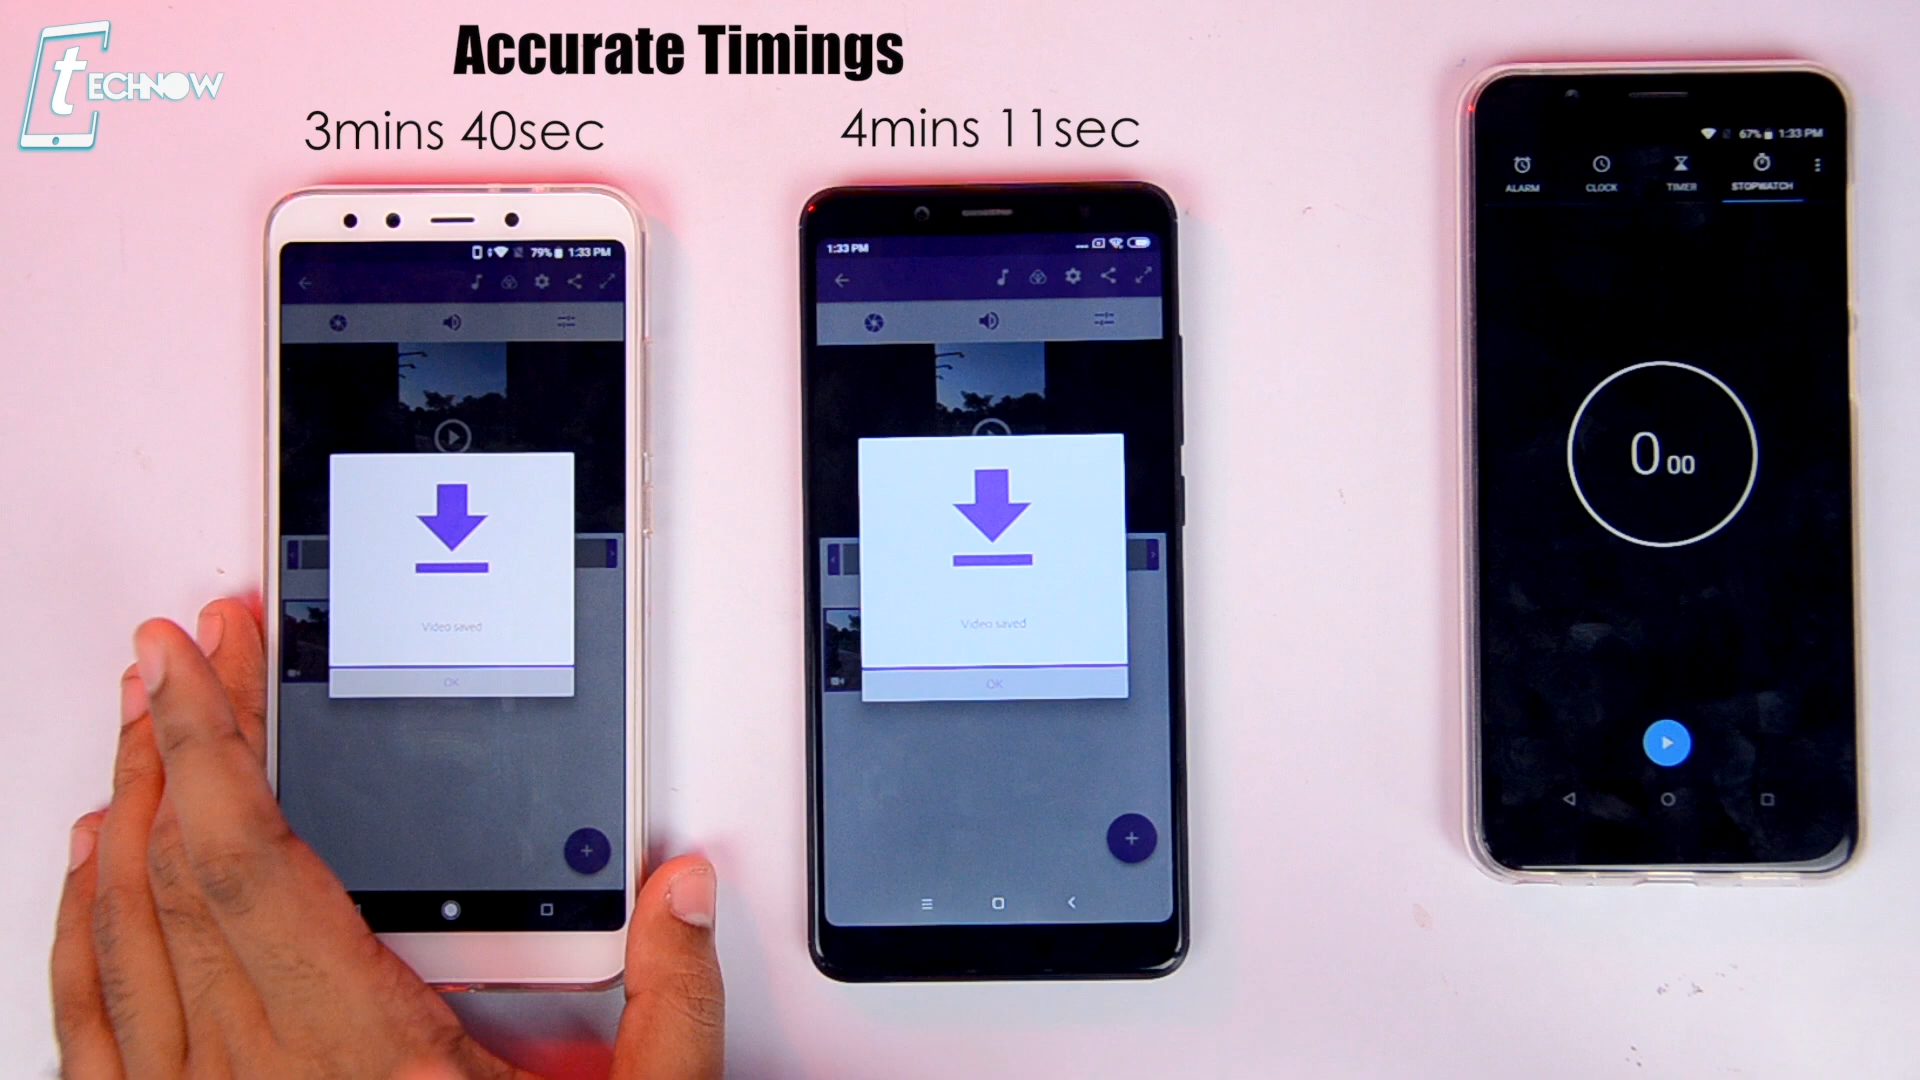 tECHNOW
Accurate Timings
3mins 40sec
4mins 11sec
79% 1:33 PM
Video saved
OK
1:33 PM
Video saved
OK
67% 1:33 PM
ALARM
CLOCK
TIMER
STOPWATCH
0 00